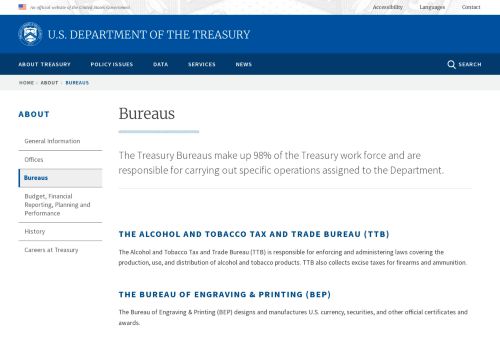 An official website of the United States Government
Accessibility Languages Contact
U.S. DEPARTMENT OF THE TREASURY
ABOUT TREASURY POLICY ISSUES DATA SERVICES NEWS SEARCH
HOME › ABOUT › BUREAUS
ABOUT
General Information
Offices
Bureaus
Budget, Financial
Reporting, Planning and
Performance
History
Careers at Treasury
Bureaus
The Treasury Bureaus make up 98% of the Treasury work force and are
responsible for carrying out specific operations assigned to the Department.
THE ALCOHOL AND TOBACCO TAX AND TRADE BUREAU (TTB)
The Alcohol and Tobacco Tax and Trade Bureau (TTB) is responsible for enforcing and administering laws covering the
production, use, and distribution of alcohol and tobacco products. TTB also collects excise taxes for firearms and ammunition.
THE BUREAU OF ENGRAVING & PRINTING (BEP)
The Bureau of Engraving & Printing (BEP) designs and manufactures U.S. currency, securities, and other official certificates and
awards.